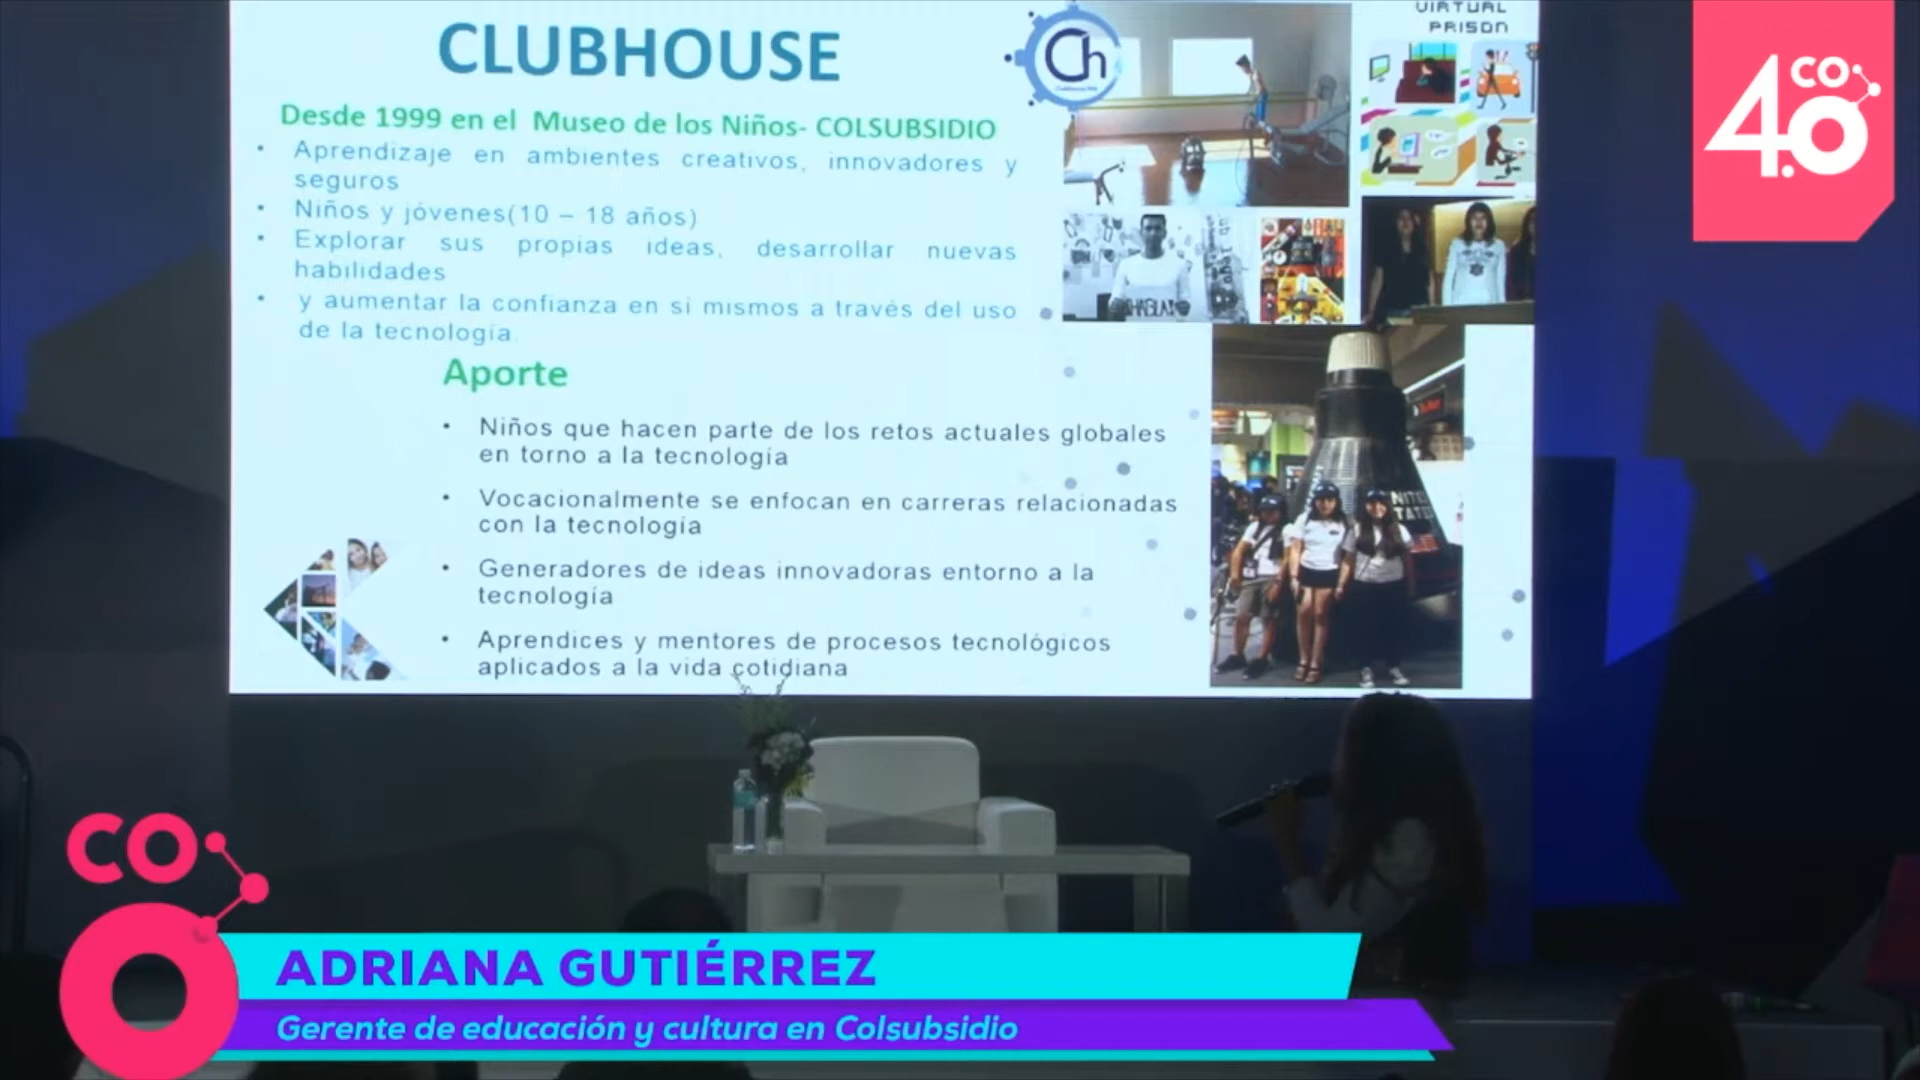 CLUBHOUSE
Desde 1999 en el Museo de los Niños- COLSUBSIDIO
• Aprendizaje en ambientes creativos, innovadores y
seguros
• Niños y jóvenes(10 – 18 años)
• Explorar sus propias ideas, desarrollar nuevas
habilidades
• y aumentar la confianza en si mismos a través del uso
de la tecnología.
Aporte
• Niños que hacen parte de los retos actuales globales
en torno a la tecnología
• Vocacionalmente se enfocan en carreras relacionadas
con la tecnología
• Generadores de ideas innovadoras entorno a la
tecnología
• Aprendices y mentores de procesos tecnológicos
aplicados a la vida cotidiana
Ch
VIRTUAL
PRISON
CO
4.0
CO
ADRIANA GUTIÉRREZ
Gerente de educación y cultura en Colsubsidio